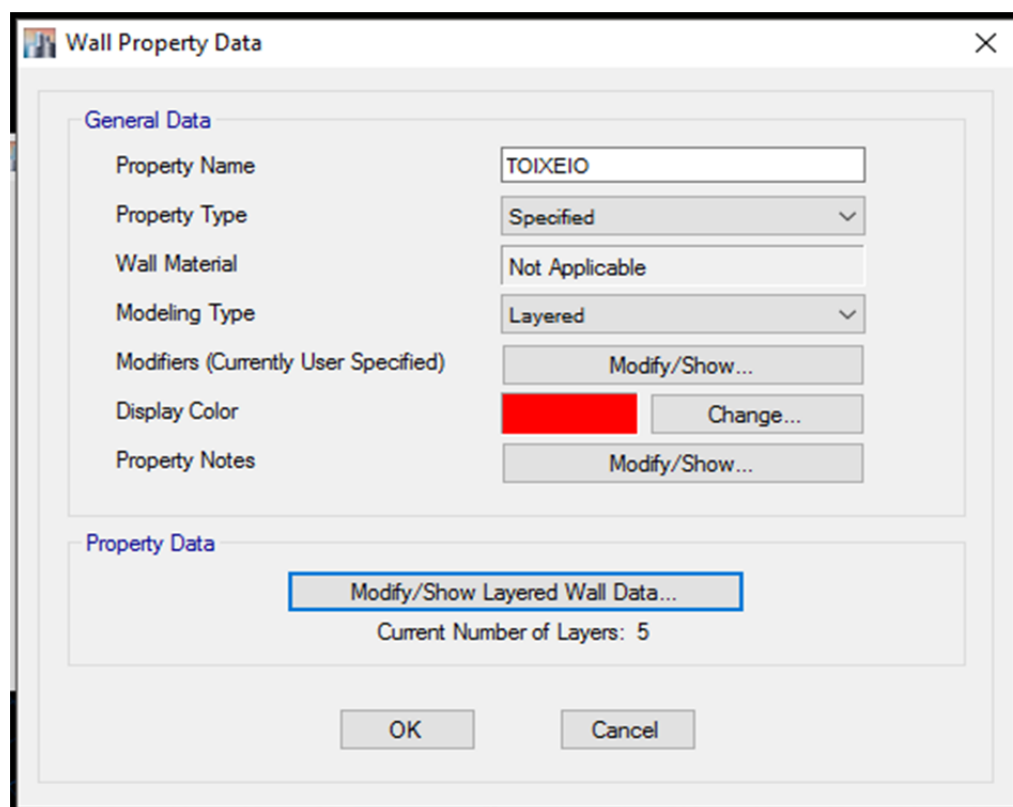 Wall Property Data
General Data
Property Name
TOIXEIO
Property Type
Specified
Wall Material
Not Applicable
Modeling Type
Layered
Modifiers (Currently User Specified)
Modify/Show...
Display Color
Change...
Property Notes
Modify/Show...
Property Data
Modify/Show Layered Wall Data...
Current Number of Layers: 5
OK
Cancel